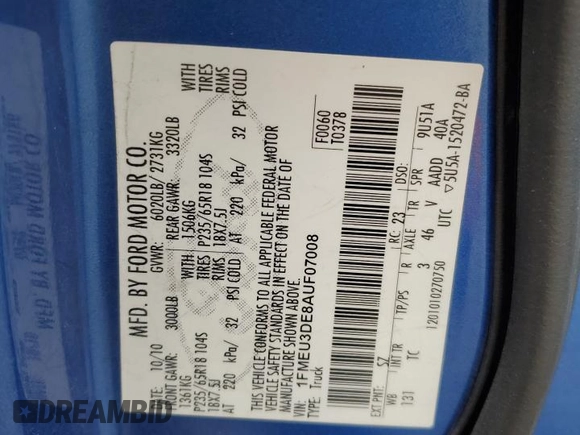 MFD. BY FORD MOTOR CO.
DATE: 10/10 GVWR: 6020LB/ 2731KG
FRONT GAWR: 3000LB REAR GAWR: 3320LB
1361KG WITH 1506KG WITH
P235/65R18 104S TIRES P235/65R18 104S TIRES
18X7.5J RIMS 18X7.5J RIMS
AT 220 kPa/ 32 PSI COLD AT 220 kPa/ 32 PSI COLD
THIS VEHICLE CONFORMS TO ALL APPLICABLE FEDERAL MOTOR
VEHICLE SAFETY STANDARDS IN EFFECT ON THE DATE OF
MANUFACTURE SHOWN ABOVE.
VIN: 1FMEU3DE8AUF07008 F0060
TYPE: Truck T0378
EXT PNT: SZ RC: 23 DSO:
WB INT TR TP/PS R AXLE TR SPR 9U51A
131 TC 3 46 V AADD 40A
1201010270750 UTC ▽5U5A-1520472-BA
DREAMBID